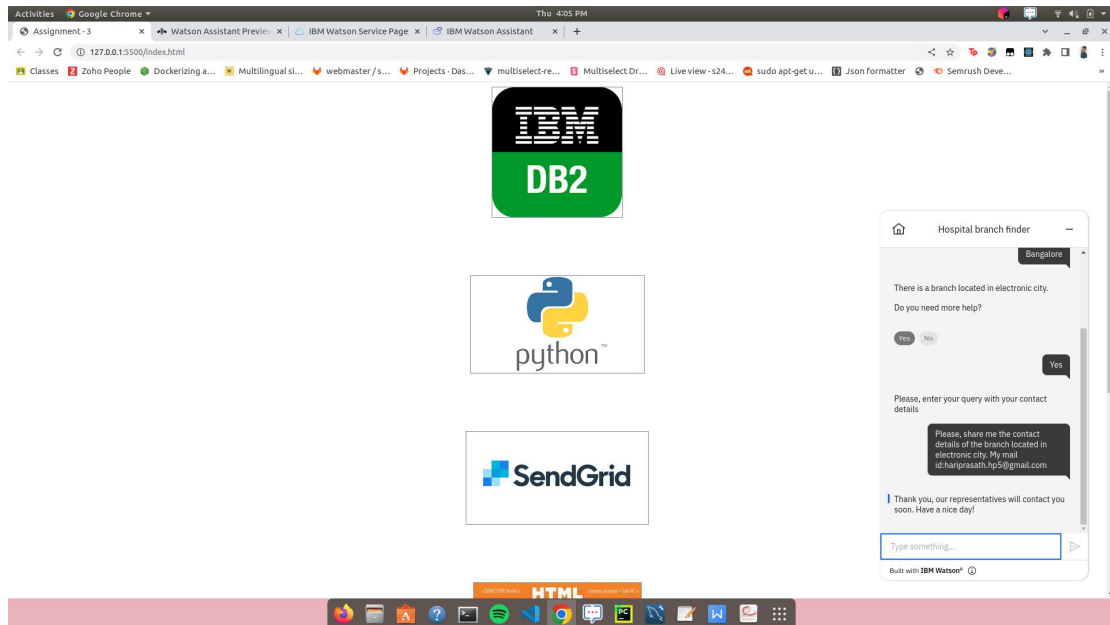 Activities
Google Chrome
Thu 4:05 PM
Assignment - 3
Watson Assistant Preview
IBM Watson Service Page
IBM Watson Assistant
127.0.0.1:5500/index.html
Classes
Zoho People
Dockerizing a...
Multilingual si...
webmaster / s...
Projects · Das...
multiselect-re...
Multiselect Dr...
Live view - s24...
sudo apt-get u...
Json formatter
Semrush Deve...
IBM
DB2
python™
SendGrid
HTML
Hospital branch finder
Bangalore
There is a branch located in electronic city.
Do you need more help?
Yes
No
Yes
Please, enter your query with your contact
details
Please, share me the contact
details of the branch located in
electronic city. My mail
id:hariprasath.hp5@gmail.com
Thank you, our representatives will contact you
soon. Have a nice day!
Type something...
Built with IBM Watson®